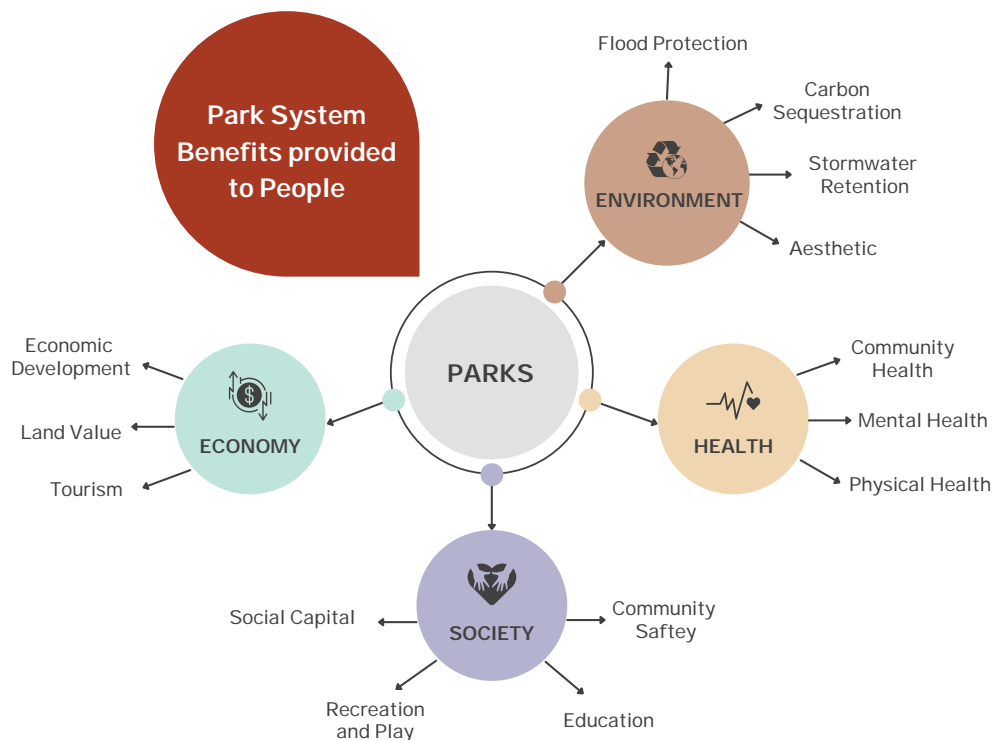 Park System
Benefits provided
to People
Flood Protection
Carbon
Sequestration
Stormwater
Retention
Aesthetic
ENVIRONMENT
PARKS
Economic
Development
Land Value
Tourism
$
ECONOMY
Community
Health
Mental Health
Physical Health
HEALTH
Social Capital
Recreation
and Play
SOCIETY
Community
Saftey
Education